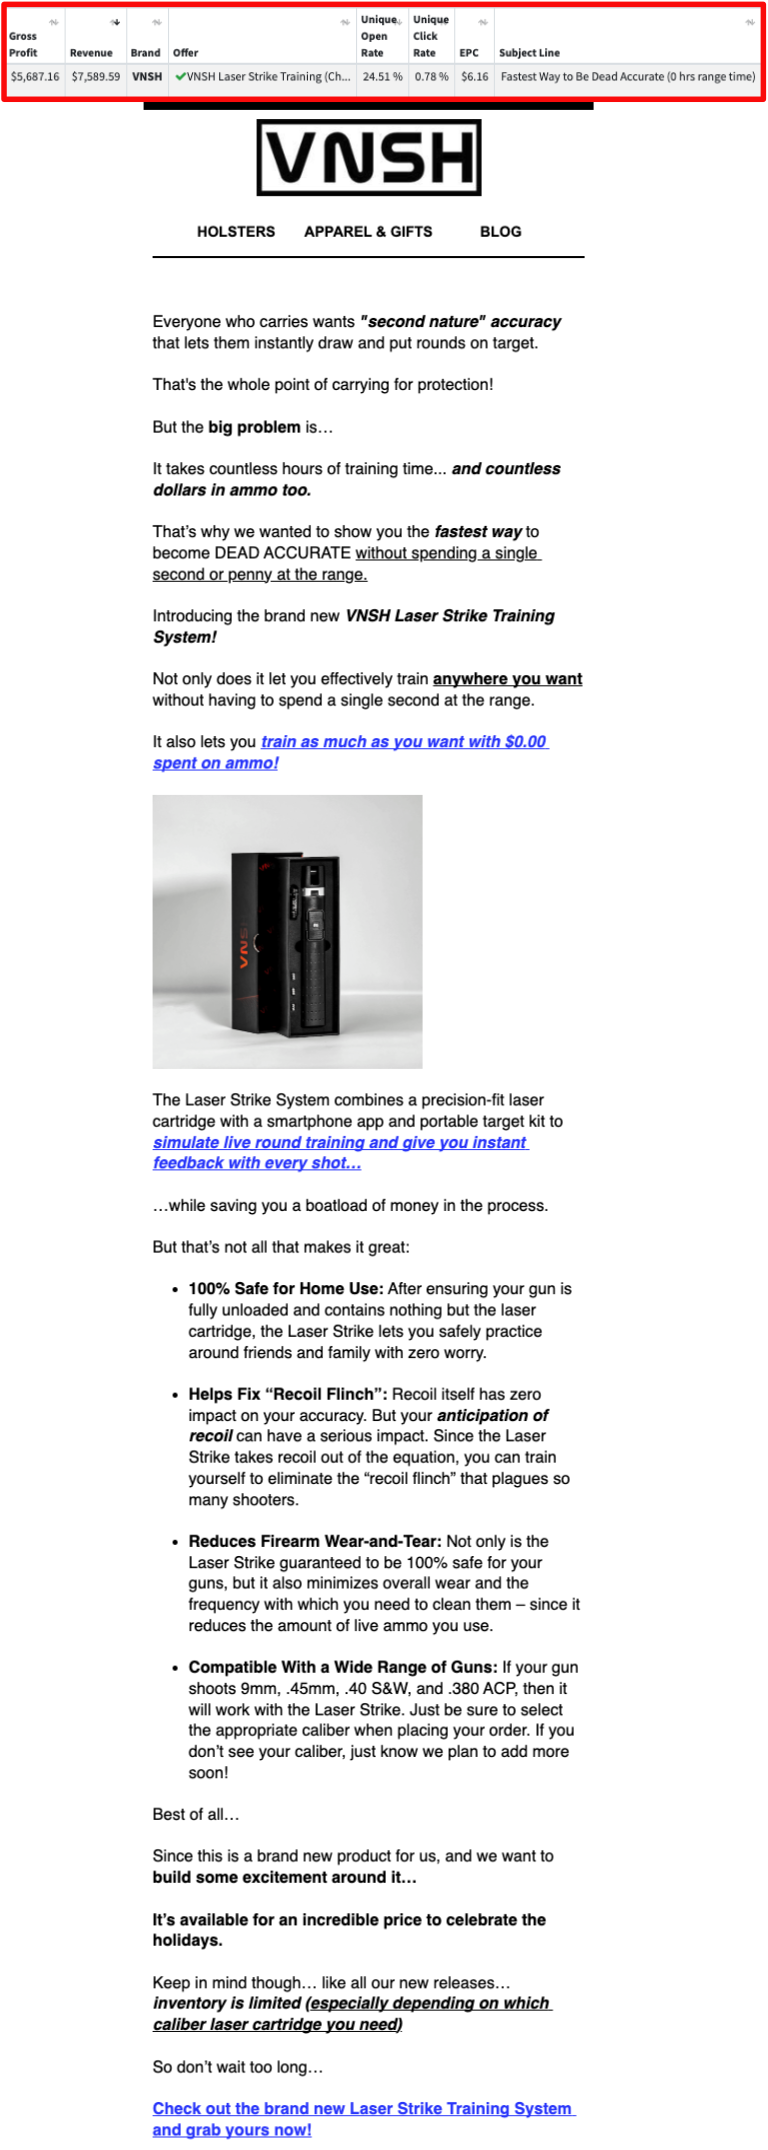 Gross Profit Revenue Brand Offer Unique Open Rate Unique Click Rate EPC Subject Line
$5,687.16 $7,589.59 VNSH VNSH Laser Strike Training (Ch... 24.51 % 0.78 % $6.16 Fastest Way to Be Dead Accurate (0 hrs range time)
VNSH
HOLSTERS APPAREL & GIFTS BLOG
Everyone who carries wants "second nature" accuracy
that lets them instantly draw and put rounds on target.
That's the whole point of carrying for protection!
But the big problem is…
It takes countless hours of training time... and countless
dollars in ammo too.
That’s why we wanted to show you the fastest way to
become DEAD ACCURATE without spending a single
second or penny at the range.
Introducing the brand new VNSH Laser Strike Training
System!
Not only does it let you effectively train anywhere you want
without having to spend a single second at the range.
It also lets you train as much as you want with $0.00
spent on ammo!
VNSH
The Laser Strike System combines a precision-fit laser
cartridge with a smartphone app and portable target kit to
simulate live round training and give you instant
feedback with every shot…
…while saving you a boatload of money in the process.
But that’s not all that makes it great:
• 100% Safe for Home Use: After ensuring your gun is
fully unloaded and contains nothing but the laser
cartridge, the Laser Strike lets you safely practice
around friends and family with zero worry.
• Helps Fix “Recoil Flinch”: Recoil itself has zero
impact on your accuracy. But your anticipation of
recoil can have a serious impact. Since the Laser
Strike takes recoil out of the equation, you can train
yourself to eliminate the “recoil flinch” that plagues so
many shooters.
• Reduces Firearm Wear-and-Tear: Not only is the
Laser Strike guaranteed to be 100% safe for your
guns, but it also minimizes overall wear and the
frequency with which you need to clean them – since it
reduces the amount of live ammo you use.
• Compatible With a Wide Range of Guns: If your gun
shoots 9mm, .45mm, .40 S&W, and .380 ACP, then it
will work with the Laser Strike. Just be sure to select
the appropriate caliber when placing your order. If you
don’t see your caliber, just know we plan to add more
soon!
Best of all…
Since this is a brand new product for us, and we want to
build some excitement around it…
It’s available for an incredible price to celebrate the
holidays.
Keep in mind though… like all our new releases…
inventory is limited (especially depending on which
caliber laser cartridge you need)
So don’t wait too long…
Check out the brand new Laser Strike Training System
and grab yours now!